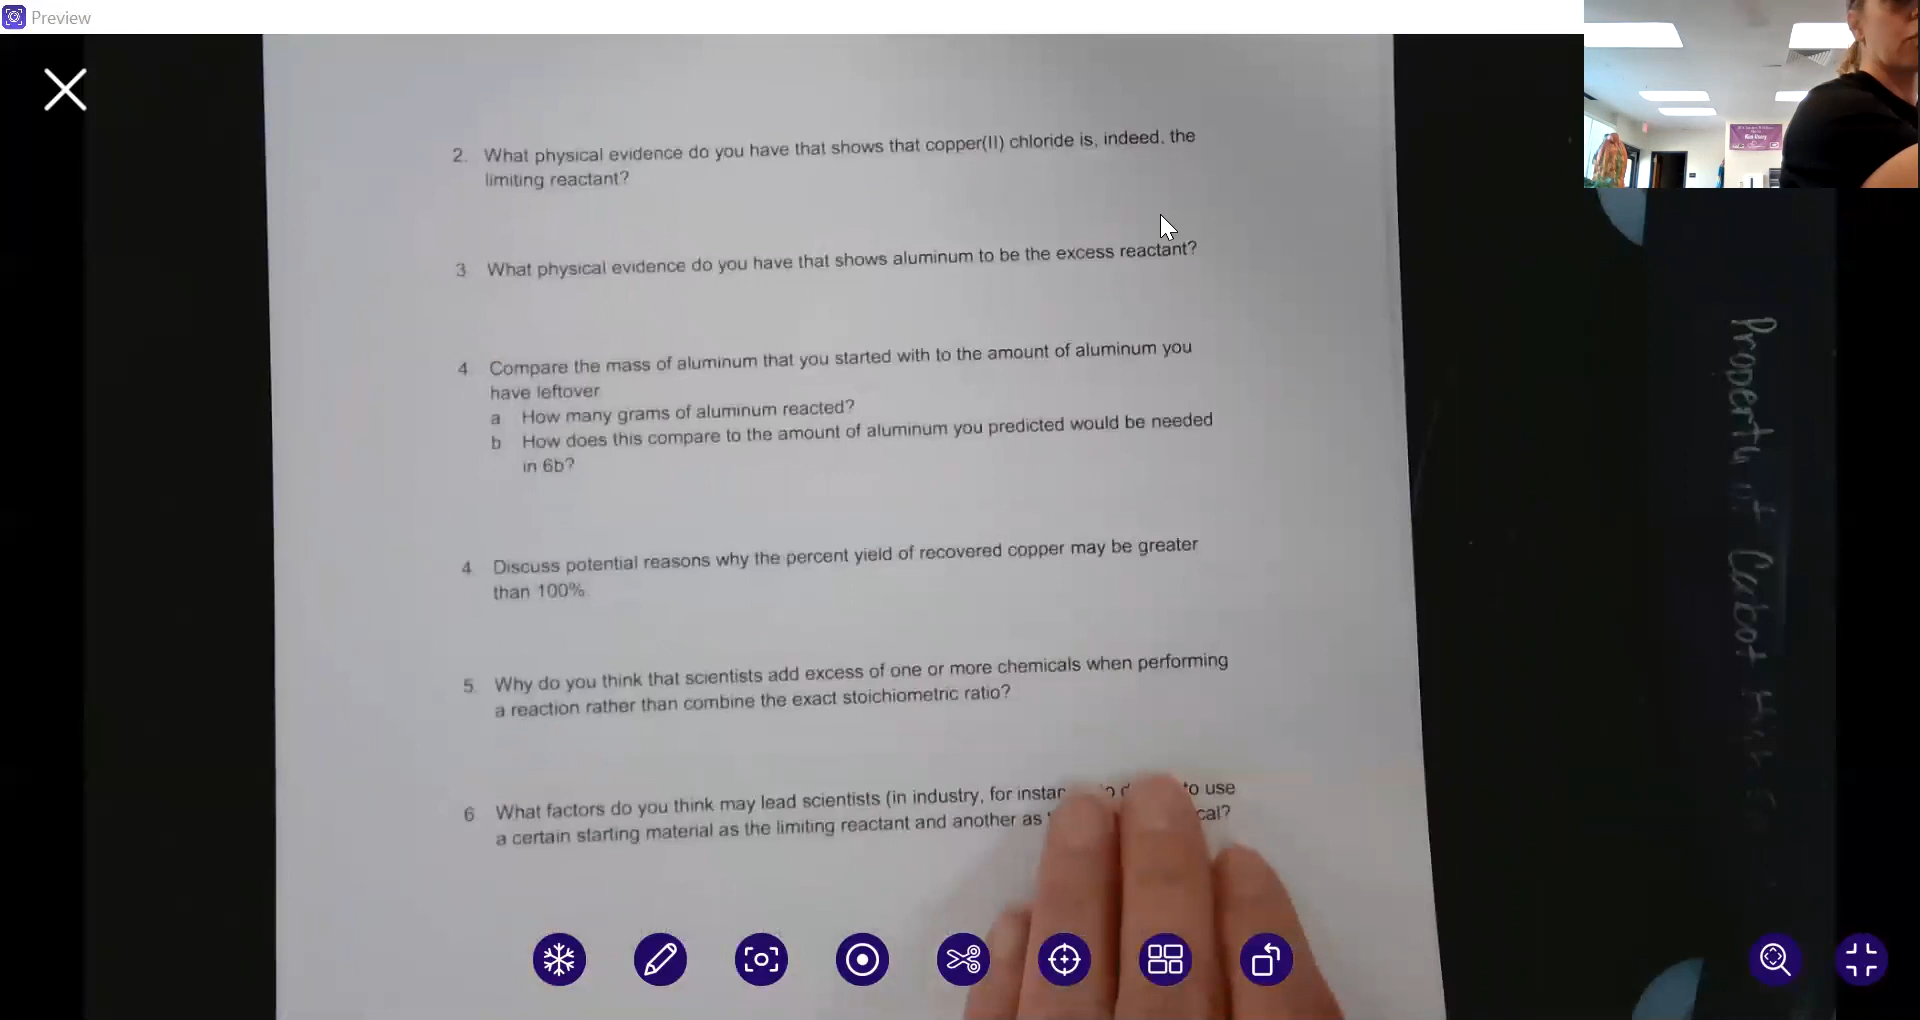 Preview
2. What physical evidence do you have that shows that copper(II) chloride is, indeed, the
limiting reactant?
3 What physical evidence do you have that shows aluminum to be the excess reactant?
4 Compare the mass of aluminum that you started with to the amount of aluminum you
have leftover
a How many grams of aluminum reacted?
b How does this compare to the amount of aluminum you predicted would be needed
in 6b?
4 Discuss potential reasons why the percent yield of recovered copper may be greater
than 100%
5. Why do you think that scientists add excess of one or more chemicals when performing
a reaction rather than combine the exact stoichiometric ratio?
6 What factors do you think may lead scientists (in industry, for to use
a certain starting material as the limiting reactant and another as
Property of Cabot